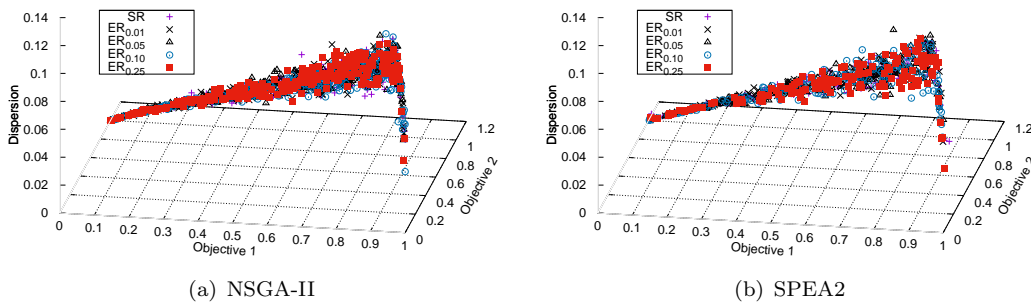 SR
ER0.01
ER0.05
ER0.10
ER0.25
Dispersion
0.14
0.12
0.1
0.08
0.06
0.04
0.02
0
0 0.1 0.2 0.3 0.4 0.5 0.6 0.7 0.8 0.9 1
Objective 1
0 0.2 0.4 0.6 0.8 1 1.2
Objective 2
(a) NSGA-II
SR
ER0.01
ER0.05
ER0.10
ER0.25
Dispersion
0.14
0.12
0.1
0.08
0.06
0.04
0.02
0
0 0.1 0.2 0.3 0.4 0.5 0.6 0.7 0.8 0.9 1
Objective 1
0 0.2 0.4 0.6 0.8 1 1.2
Objective 2
(b) SPEA2